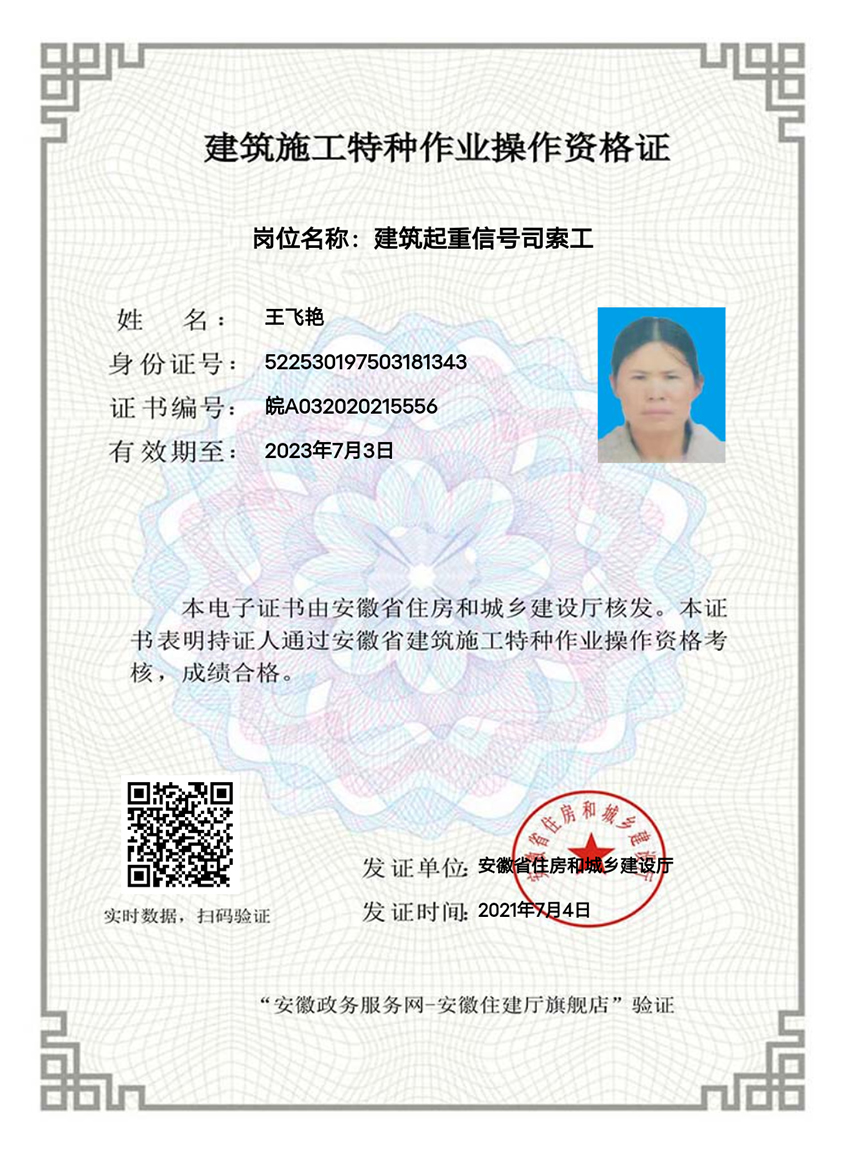 建筑施工特种作业操作资格证
岗位名称：建筑起重信号司索工
姓 名：王飞艳
身份证号：522530197503181343
证书编号：皖A032020215556
有效期至：2023年7月3日
本电子证书由安徽省住房和城乡建设厅核发。本证
书表明持证人通过安徽省建筑施工特种作业操作资格考
核，成绩合格。
安徽省住房和城乡建设厅
发证单位：安徽省住房和城乡建设厅
发证时间：2021年7月4日
实时数据，扫码验证
“安徽政务服务网-安徽住建厅旗舰店”验证